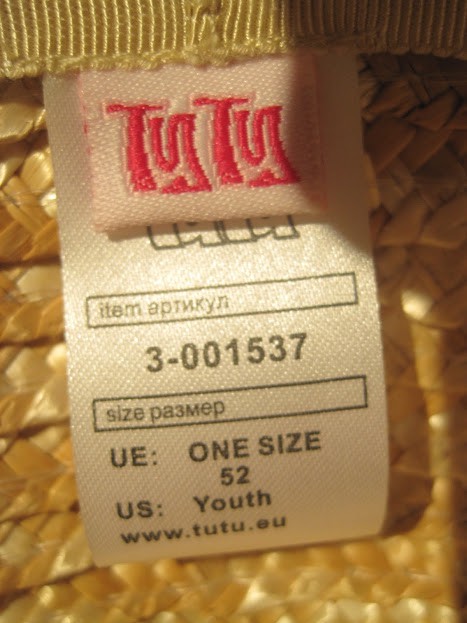 TuTu
item артикул
3-001537
size размер
UE: ONE SIZE
52
US: Youth
www.tutu.eu